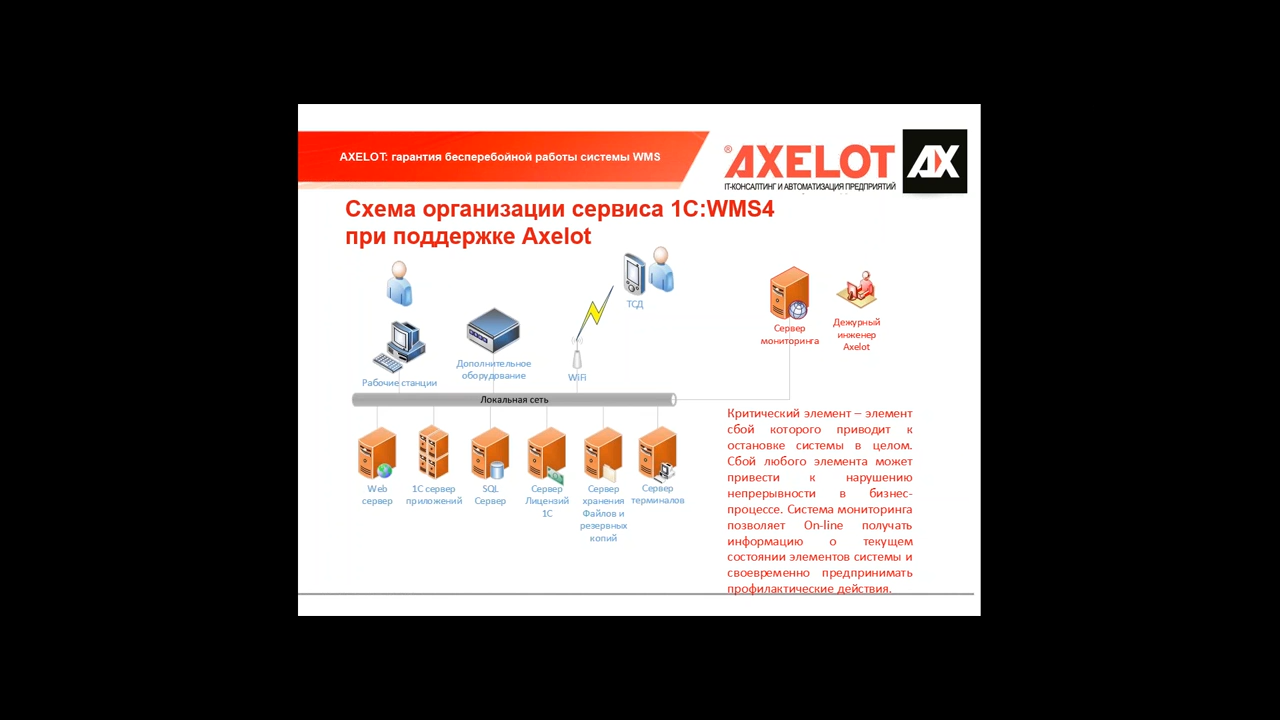 AXELOT: гарантия бесперебойной работы системы WMS
® AXELOT
IT-КОНСАЛТИНГ И АВТОМАТИЗАЦИЯ ПРЕДПРИЯТИЙ
AX
Схема организации сервиса 1С:WMS4
при поддержке Axelot
ТСД
Сервер
мониторинга
Дежурный
инженер
Axelot
Рабочие станции
Дополнительное
оборудование
WiFi
Локальная сеть
Web
сервер
1С сервер
приложений
SQL
Сервер
Сервер
Лицензий
1С
Сервер
хранения
Файлов и
резервных
копий
Сервер
терминалов
Критический элемент – элемент
сбой которого приводит к
остановке системы в целом.
Сбой любого элемента может
привести к нарушению
непрерывности в бизнес-
процессе. Система мониторинга
позволяет On-line получать
информацию о текущем
состоянии элементов системы и
своевременно предпринимать
профилактические действия.